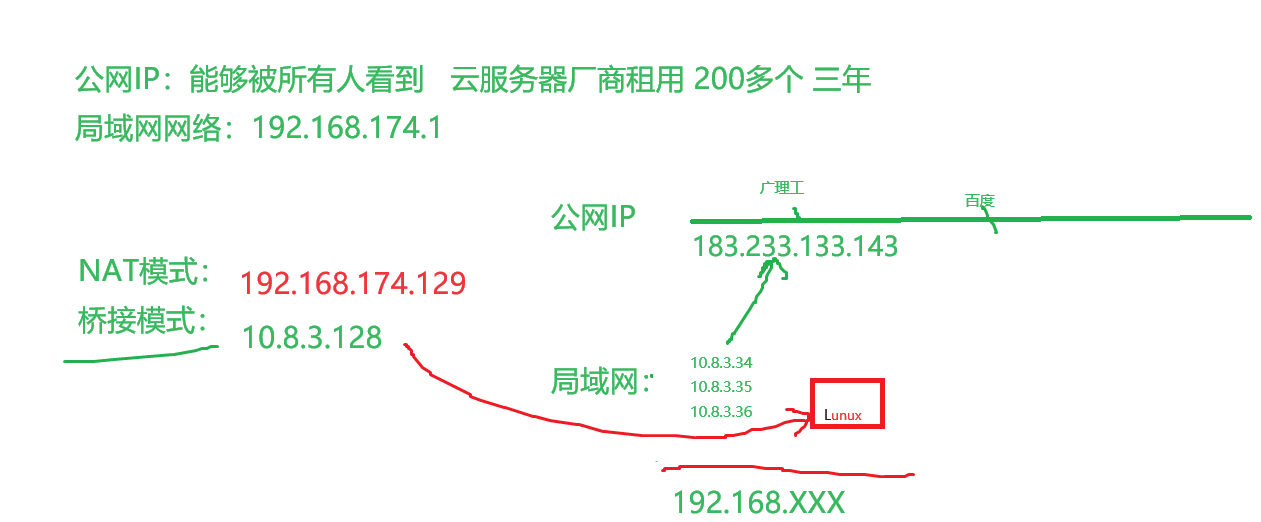 公网IP：能够被所有人看到 云服务器厂商租用 200多个 三年
局域网网络：192.168.174.1
广理工
百度
公网IP
183.233.133.143
NAT模式：
192.168.174.129
桥接模式：
10.8.3.128
局域网：
10.8.3.34
10.8.3.35
10.8.3.36
Lunux
192.168.XXX